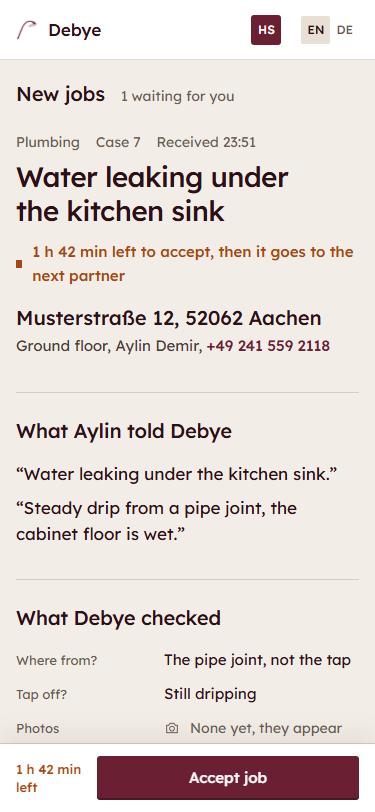 Debye
HS
EN
DE
New jobs
1 waiting for you
Plumbing
Case 7
Received 23:51
Water leaking under
the kitchen sink
1 h 42 min left to accept, then it goes to the
next partner
Musterstraße 12, 52062 Aachen
Ground floor, Aylin Demir, +49 241 559 2118
What Aylin told Debye
“Water leaking under the kitchen sink.”
“Steady drip from a pipe joint, the
cabinet floor is wet.”
What Debye checked
Where from?
The pipe joint, not the tap
Tap off?
Still dripping
Photos
None yet, they appear
1 h 42 min
left
Accept job